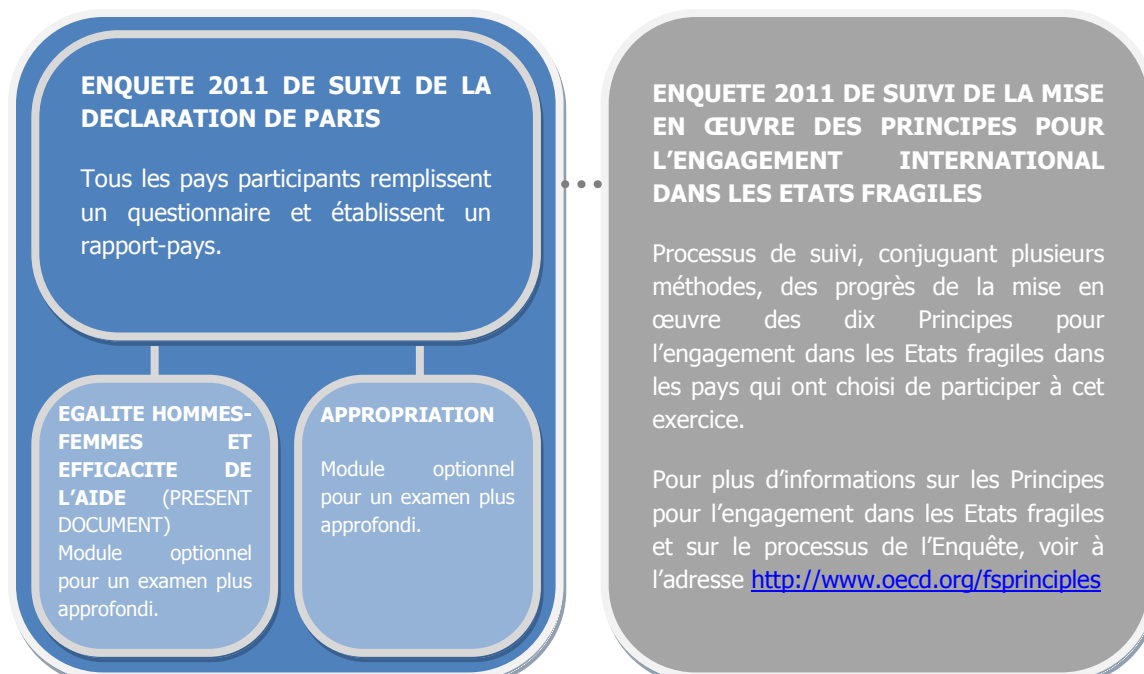 ENQUETE 2011 DE SUIVI DE LA
DECLARATION DE PARIS
Tous les pays participants remplissent
un questionnaire et établissent un
rapport-pays.
EGALITE HOMMES-
FEMMES ET
EFFICACITE DE
L'AIDE (PRESENT
DOCUMENT)
Module optionnel
pour un examen plus
approfondi.
APPROPRIATION
Module optionnel
pour un examen plus
approfondi.
ENQUETE 2011 DE SUIVI DE LA MISE
EN ŒUVRE DES PRINCIPES POUR
L'ENGAGEMENT INTERNATIONAL
DANS LES ETATS FRAGILES
Processus de suivi, conjuguant plusieurs
méthodes, des progrès de la mise en
œuvre des dix Principes pour
l'engagement dans les Etats fragiles dans
les pays qui ont choisi de participer à cet
exercice.
Pour plus d'informations sur les Principes
pour l'engagement dans les Etats fragiles
et sur le processus de l'Enquête, voir à
l'adresse http://www.oecd.org/fsprinciples